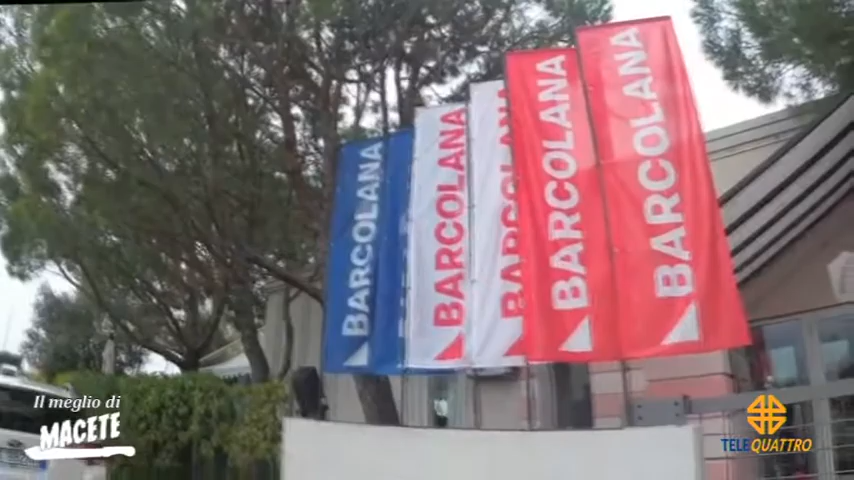 BARCOLANA
BARCOLANA
BARCOLANA
BARCOLANA
BARCOLANA
Il meglio di
MACETE
TELEQUATTRO